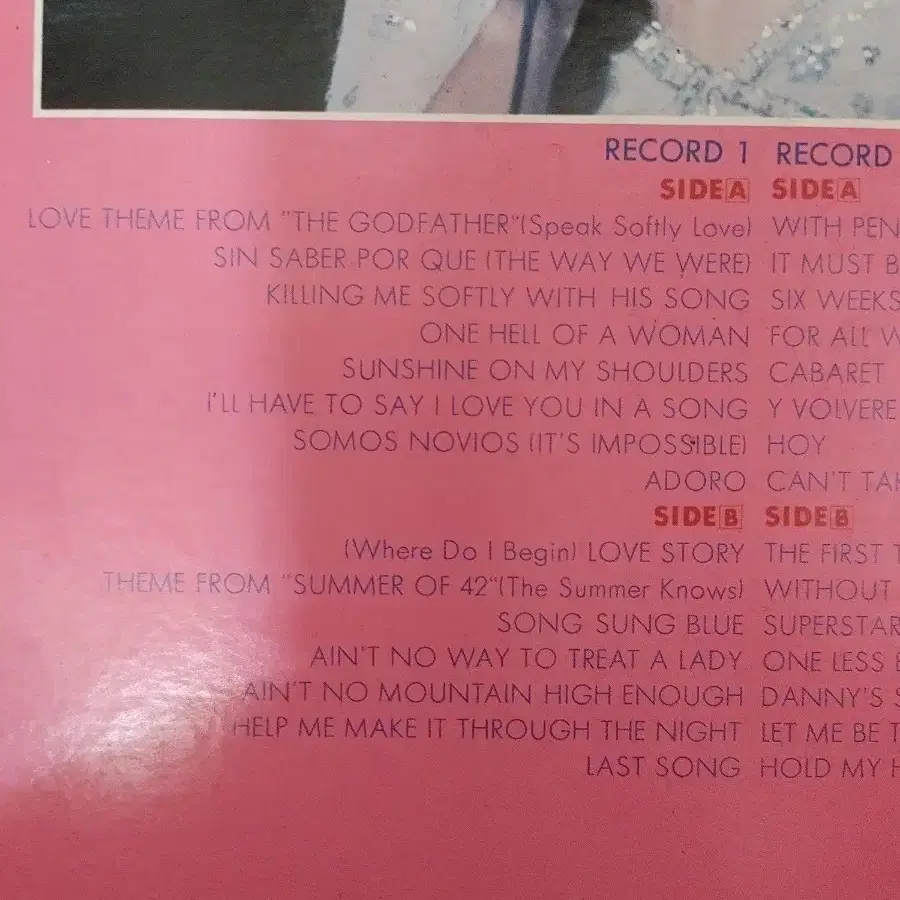 RECORD 1
SIDE A
LOVE THEME FROM "THE GODFATHER"(Speak Softly Love)
SIN SABER POR QUE (THE WAY WE WERE)
KILLING ME SOFTLY WITH HIS SONG
ONE HELL OF A WOMAN
SUNSHINE ON MY SHOULDERS
I'LL HAVE TO SAY I LOVE YOU IN A SONG
SOMOS NOVIOS (IT'S IMPOSSIBLE)
ADORO
SIDE B
(Where Do I Begin) LOVE STORY
THEME FROM "SUMMER OF 42"(The Summer Knows)
SONG SUNG BLUE
AIN'T NO WAY TO TREAT A LADY
AIN'T NO MOUNTAIN HIGH ENOUGH
HELP ME MAKE IT THROUGH THE NIGHT
LAST SONG
RECORD
SIDE A
WITH PEN
IT MUST B
SIX WEEKS
FOR ALL W
CABARET
Y VOLVERE
HOY
CAN'T TAK
SIDE B
THE FIRST T
WITHOUT
SUPERSTAR
ONE LESS B
DANNY'S S
LET ME BE T
HOLD MY H